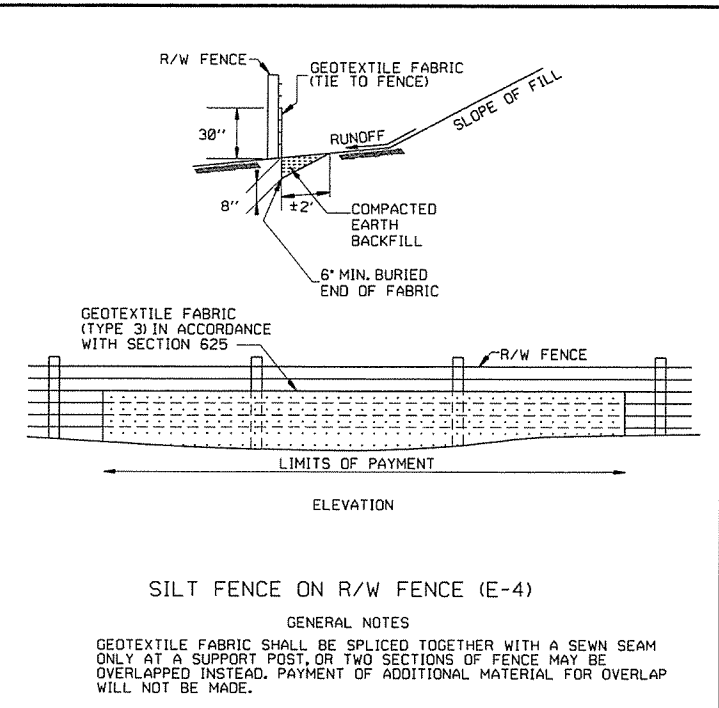 R/W FENCE
GEOTEXTILE FABRIC
(TIE TO FENCE)
SLOPE OF FILL
30"
RUNOFF
8"
±2'
COMPACTED
EARTH
BACKFILL
6" MIN. BURIED
END OF FABRIC
GEOTEXTILE FABRIC
(TYPE 3) IN ACCORDANCE
WITH SECTION 625
R/W FENCE
LIMITS OF PAYMENT
ELEVATION
SILT FENCE ON R/W FENCE (E-4)
GENERAL NOTES
GEOTEXTILE FABRIC SHALL BE SPLICED TOGETHER WITH A SEWN SEAM
ONLY AT A SUPPORT POST, OR TWO SECTIONS OF FENCE MAY BE
OVERLAPPED INSTEAD. PAYMENT OF ADDITIONAL MATERIAL FOR OVERLAP
WILL NOT BE MADE.